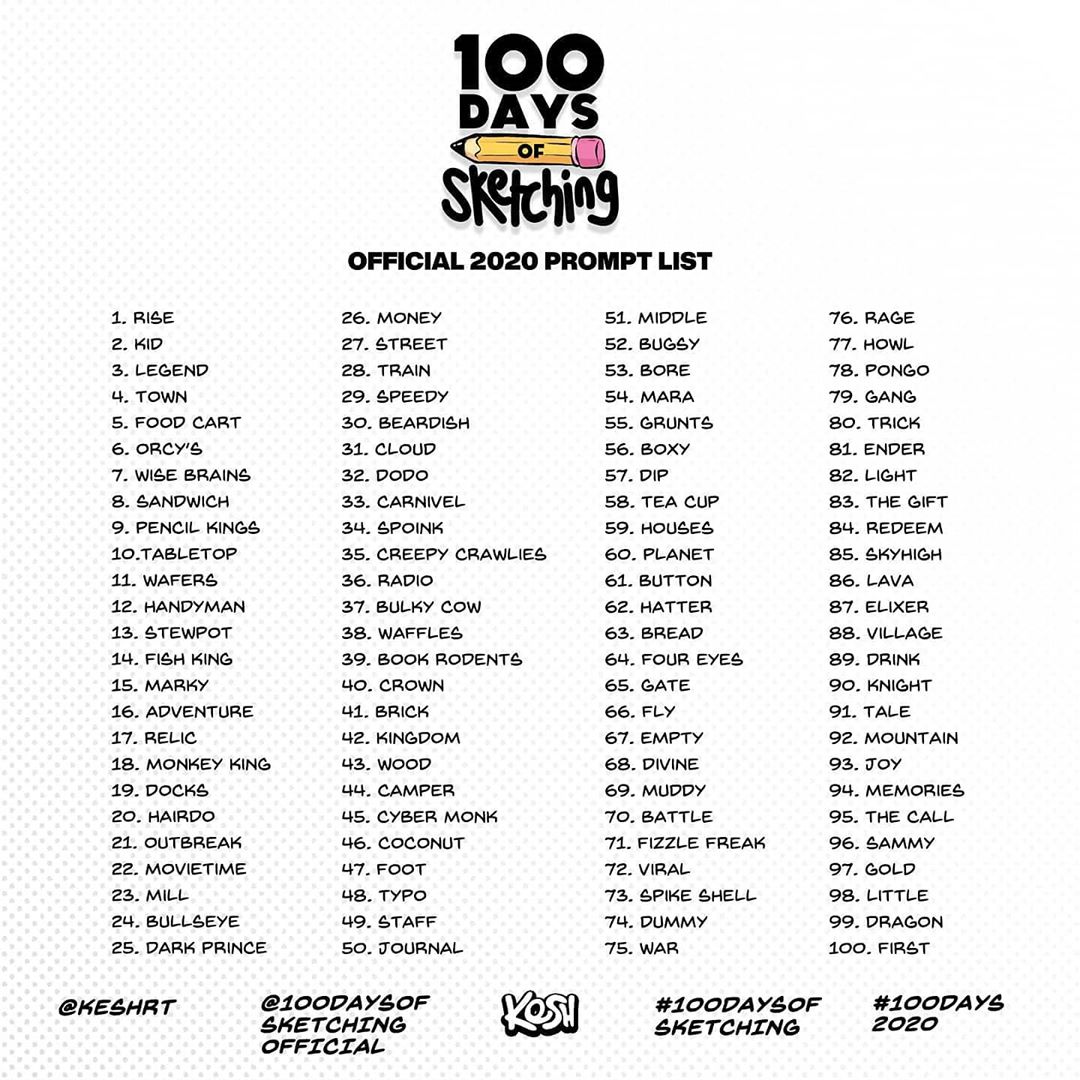 100
DAYS
OF
Sketching
OFFICIAL 2020 PROMPT LIST
1. RISE
2. KID
3. LEGEND
4. TOWN
5. FOOD CART
6. ORCY'S
7. WISE BRAINS
8. SANDWICH
9. PENCIL KINGS
10.TABLETOP
11. WAFERS
12. HANDYMAN
13. STEWPOT
14. FISH KING
15. MARKY
16. ADVENTURE
17. RELIC
18. MONKEY KING
19. DOCKS
20. HAIRDO
21. OUTBREAK
22. MOVIETIME
23. MILL
24. BULLSEYE
25. DARK PRINCE
26. MONEY
27. STREET
28. TRAIN
29. SPEEDY
30. BEARDISH
31. CLOUD
32. DODO
33. CARNIVEL
34. SPOINK
35. CREEPY CRAWLIES
36. RADIO
37. BULKY COW
38. WAFFLES
39. BOOK RODENTS
40. CROWN
41. BRICK
42. KINGDOM
43. WOOD
44. CAMPER
45. CYBER MONK
46. COCONUT
47. FOOT
48. TYPO
49. STAFF
50. JOURNAL
51. MIDDLE
52. BUGSY
53. BORE
54. MARA
55. GRUNTS
56. BOXY
57. DIP
58. TEA CUP
59. HOUSES
60. PLANET
61. BUTTON
62. HATTER
63. BREAD
64. FOUR EYES
65. GATE
66. FLY
67. EMPTY
68. DIVINE
69. MUDDY
70. BATTLE
71. FIZZLE FREAK
72. VIRAL
73. SPIKE SHELL
74. DUMMY
75. WAR
76. RAGE
77. HOWL
78. PONGO
79. GANG
80. TRICK
81. ENDER
82. LIGHT
83. THE GIFT
84. REDEEM
85. SKYHIGH
86. LAVA
87. ELIXER
88. VILLAGE
89. DRINK
90. KNIGHT
91. TALE
92. MOUNTAIN
93. JOY
94. MEMORIES
95. THE CALL
96. SAMMY
97. GOLD
98. LITTLE
99. DRAGON
100. FIRST
@KESHRT
@100DAYSOF
SKETCHING
OFFICIAL
KOSH
#100DAYSOF
SKETCHING
#100DAYS
2020